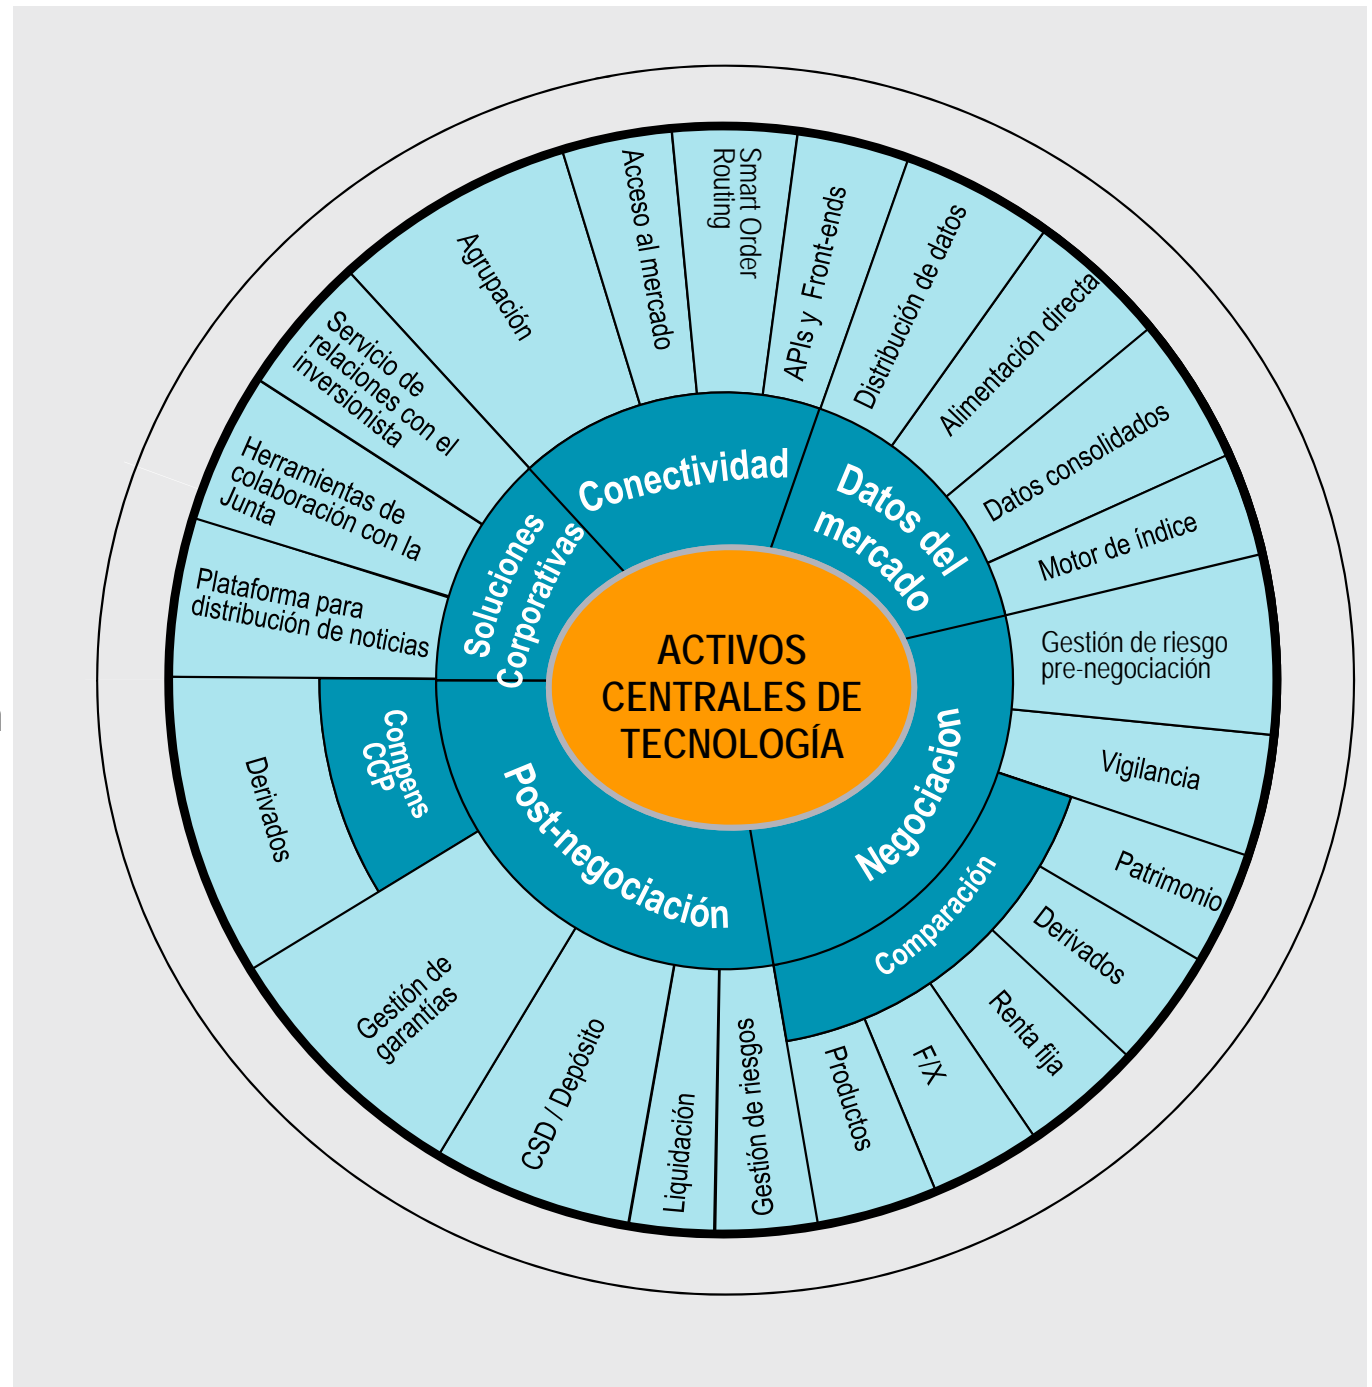 ACTIVOS
CENTRALES DE
TECNOLOGÍA
Conectividad
Agrupación
Acceso al mercado
Smart Order
Routing
APIs y Front-ends
Datos del
mercado
Distribución de datos
Alimentación directa
Datos consolidados
Motor de índice
Negociacion
Gestión de riesgo
pre-negociación
Vigilancia
Comparación
Patrimonio
Derivados
Renta fija
F/X
Productos
Post-negociación
Gestión de riesgos
Liquidación
CSD / Depósito
Gestión de
garantías
Compens
CCP
Derivados
Soluciones
Corporativas
Plataforma para
distribución de noticias
Herramientas de
colaboración con la
Junta
Servicio de
relaciones con el
inversionista